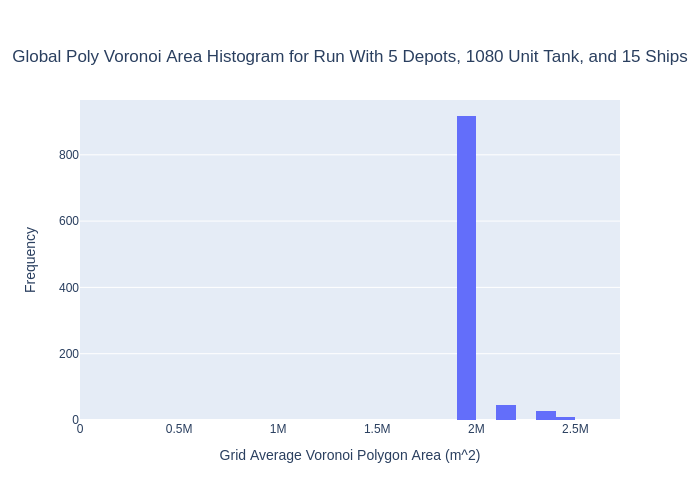 Global Poly Voronoi Area Histogram for Run With 5 Depots, 1080 Unit Tank, and 15 Ships
800
600
400
200
0
Frequency
0 0.5M 1M 1.5M 2M 2.5M
Grid Average Voronoi Polygon Area (m^2)